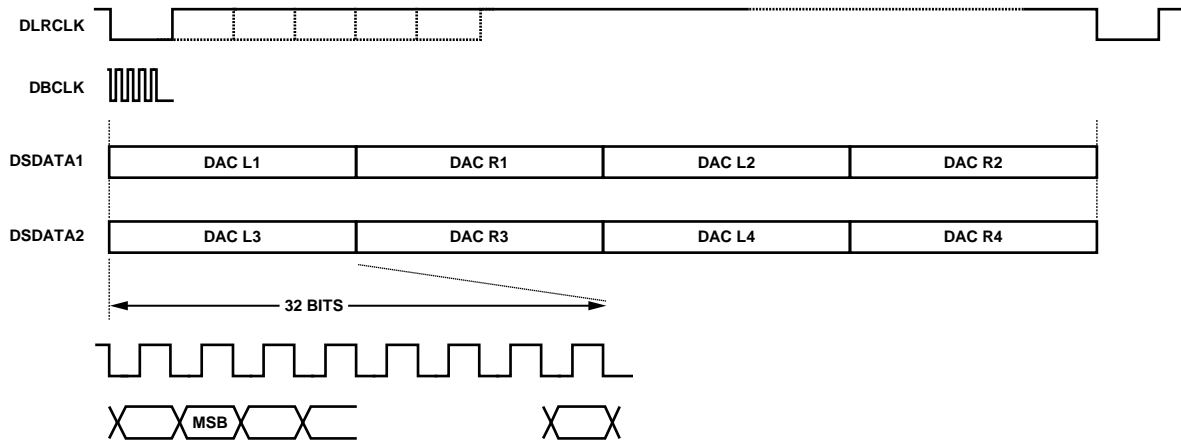 DLRCLK
DBCLK
DSDATA1 DAC L1 DAC R1 DAC L2 DAC R2
DSDATA2 DAC L3 DAC R3 DAC L4 DAC R4
32 BITS
MSB